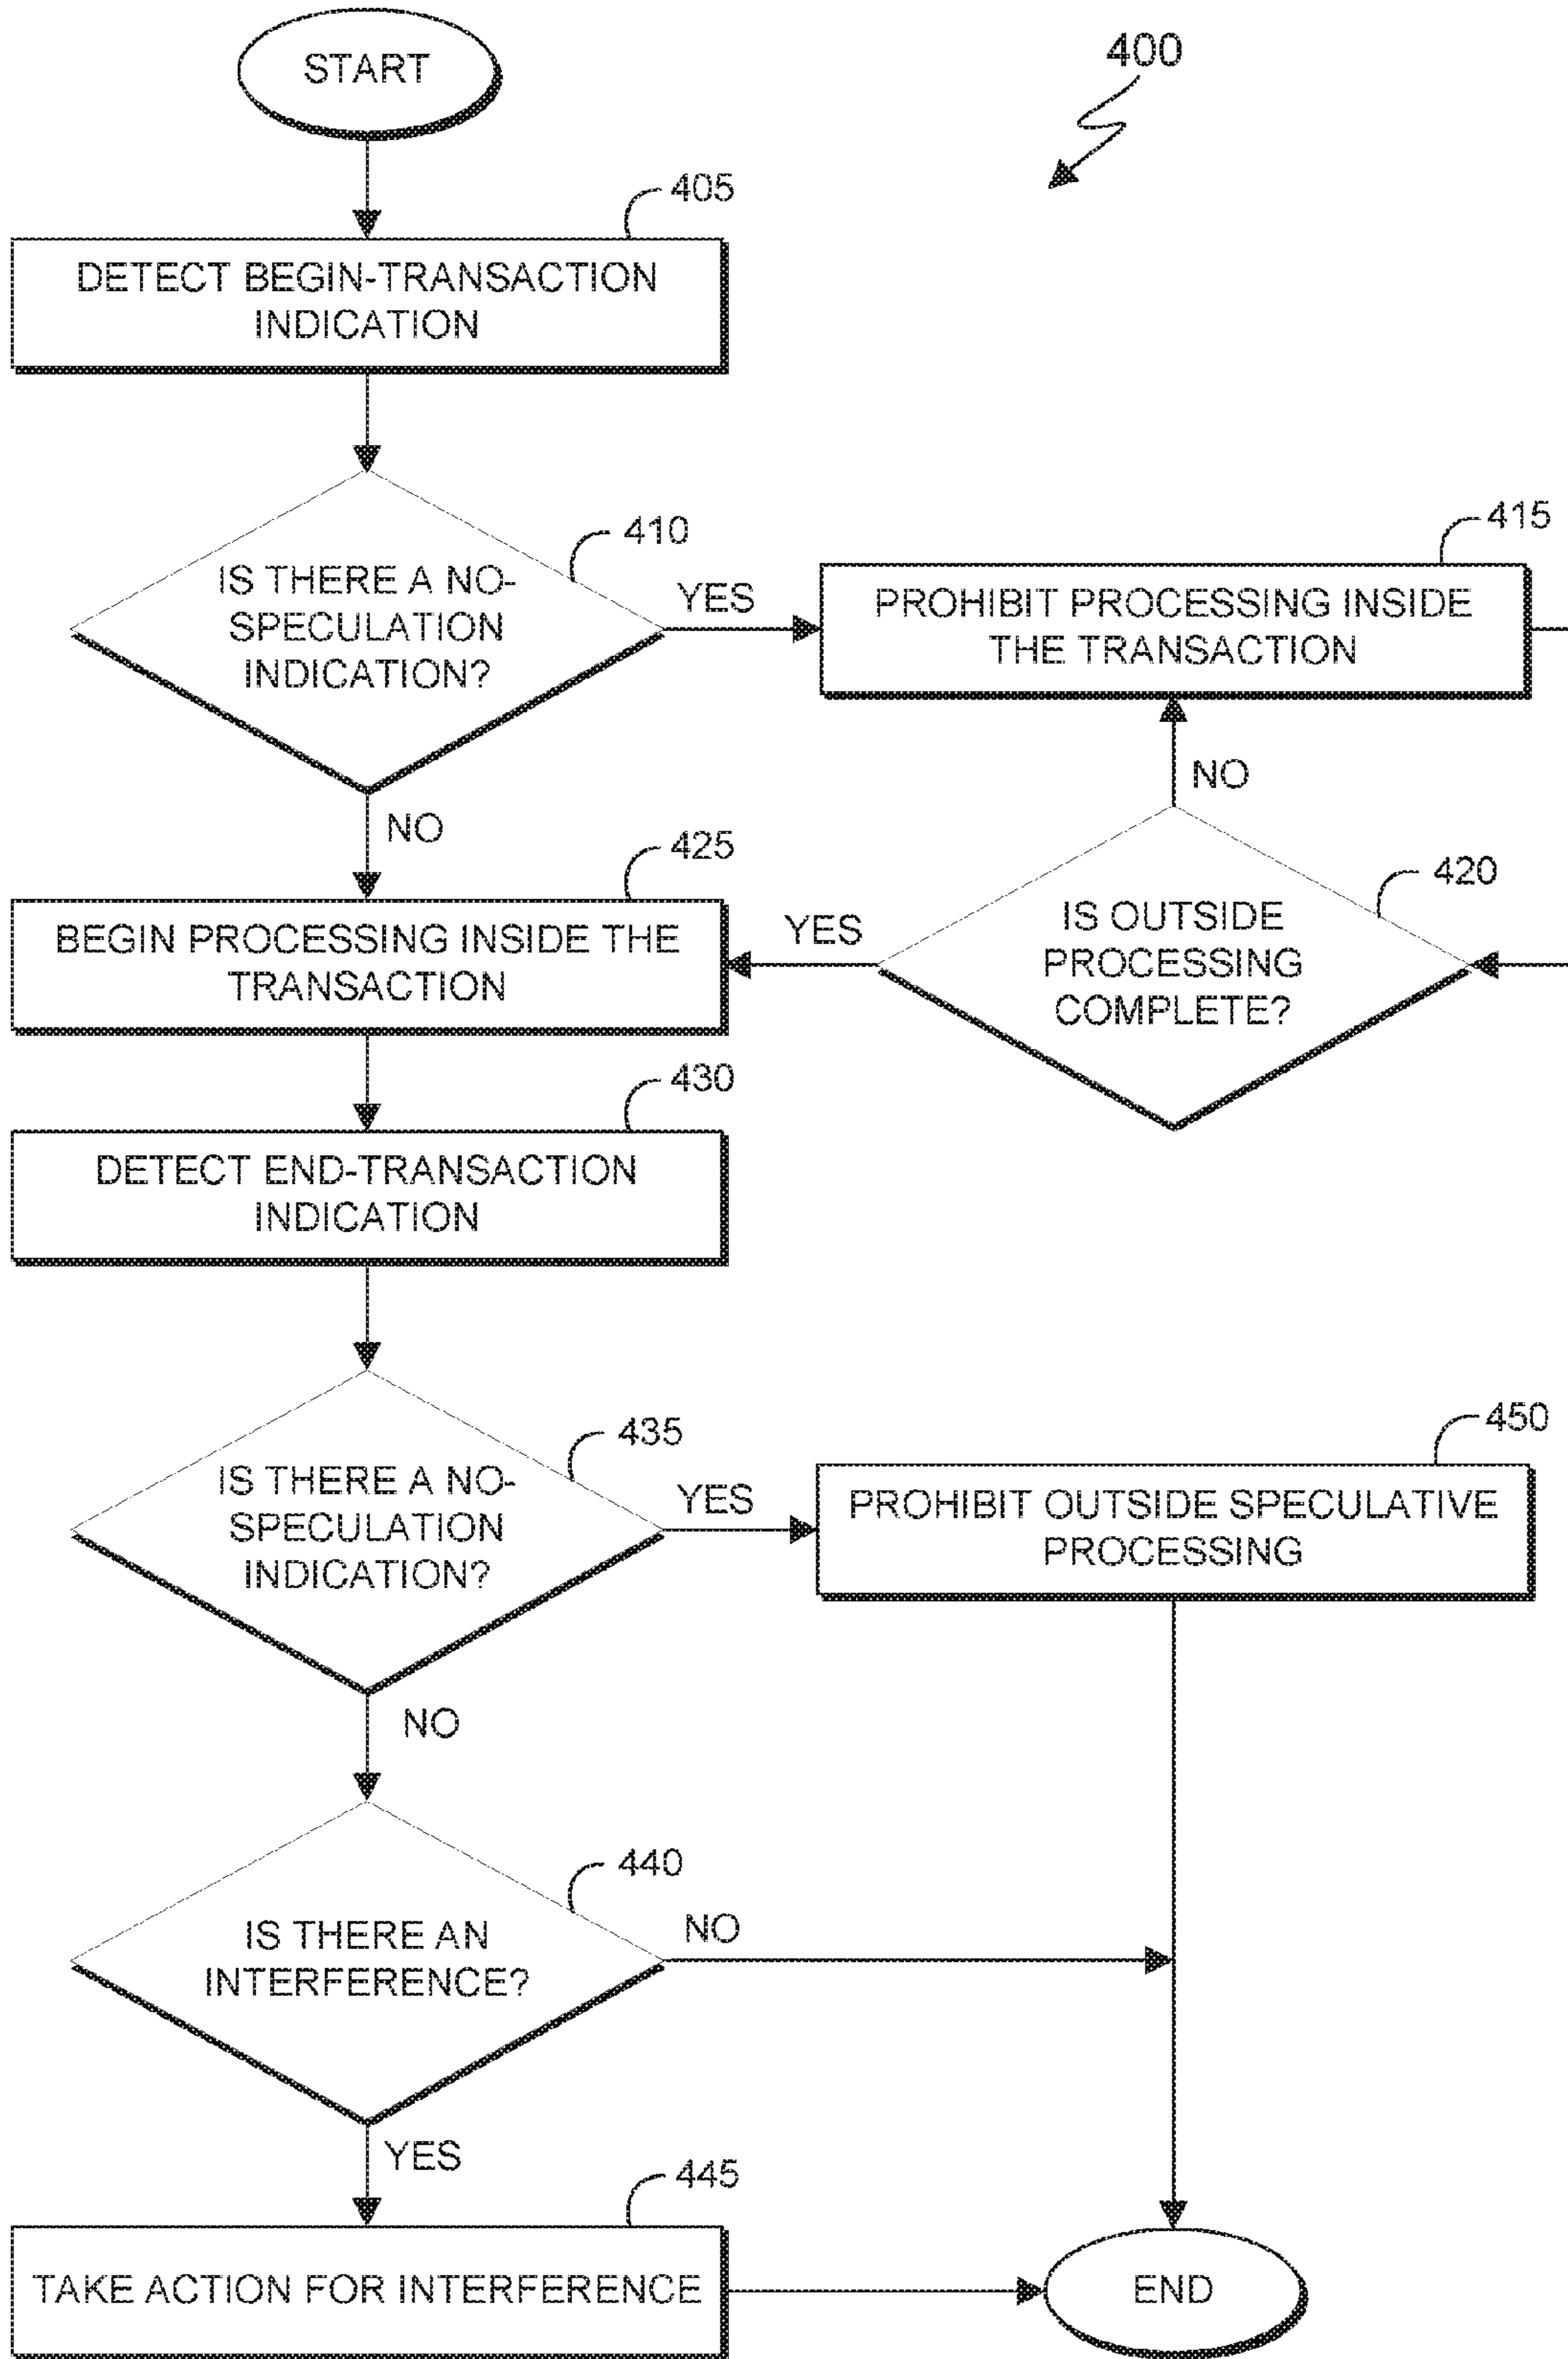 START
400
405
DETECT BEGIN-TRANSACTION
INDICATION
410
IS THERE A NO-
SPECULATION
INDICATION?
YES
415
PROHIBIT PROCESSING INSIDE
THE TRANSACTION
NO
NO
420
IS OUTSIDE
PROCESSING
COMPLETE?
YES
425
BEGIN PROCESSING INSIDE THE
TRANSACTION
430
DETECT END-TRANSACTION
INDICATION
435
IS THERE A NO-
SPECULATION
INDICATION?
YES
450
PROHIBIT OUTSIDE SPECULATIVE
PROCESSING
NO
440
IS THERE AN
INTERFERENCE?
NO
YES
445
TAKE ACTION FOR INTERFERENCE
END